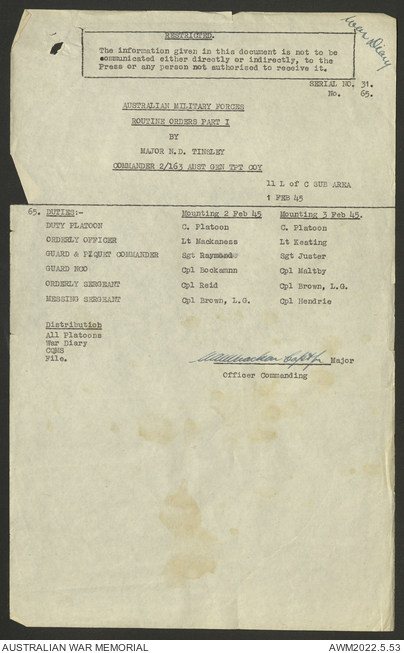 War Diary
RESTRICTED.
The information given in this document is not to be
communicated either directly or indirectly, to the
Press or any person not authorised to receive it.
SERIAL NO. 31.
No. 65.
AUSTRALIAN MILITARY FORCES
ROUTINE ORDERS PART I
BY
MAJOR N.D. TINSLEY
COMMANDER 2/163 AUST GEN TPT COY
11 L of C SUB AREA
1 FEB 45
65. DUTIES:- Mounting 2 Feb 45 Mounting 3 Feb 45.
DUTY PLATOON C. Platoon C. Platoon
ORDERLY OFFICER Lt Mackaness Lt Keating
GUARD & PIQUET COMMANDER Sgt Raymonder Sgt Juster
GUARD NCO Cpl Bockamnn Cpl Maltby
ORDERLY SERGEANT Cpl Reid Cpl Brown, L.G.
MESSING SERGEANT Cpl Brown, L.G. Cpl Hendrie
Distribution
All Platoons
War Diary
CQMS
File.
Capt for Major
Officer Commanding
AUSTRALIAN WAR MEMORIAL
AWM2022.5.53